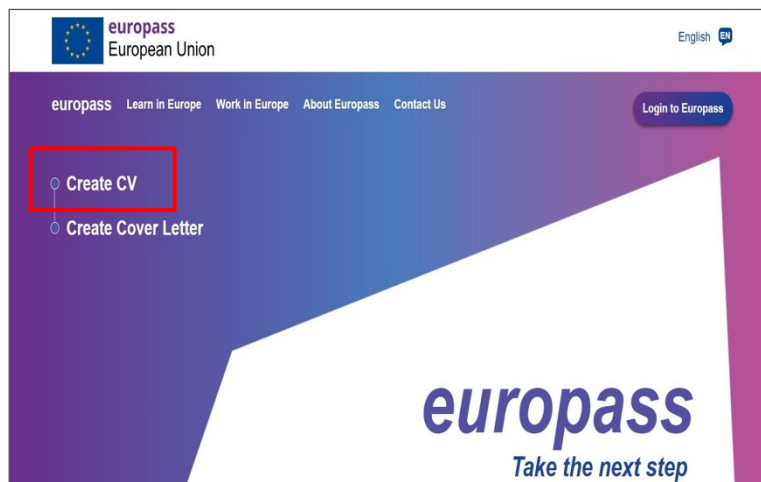 europass
European Union
English EN
europass Learn in Europe Work in Europe About Europass Contact Us
Login to Europass
Create CV
Create Cover Letter
europass
Take the next step